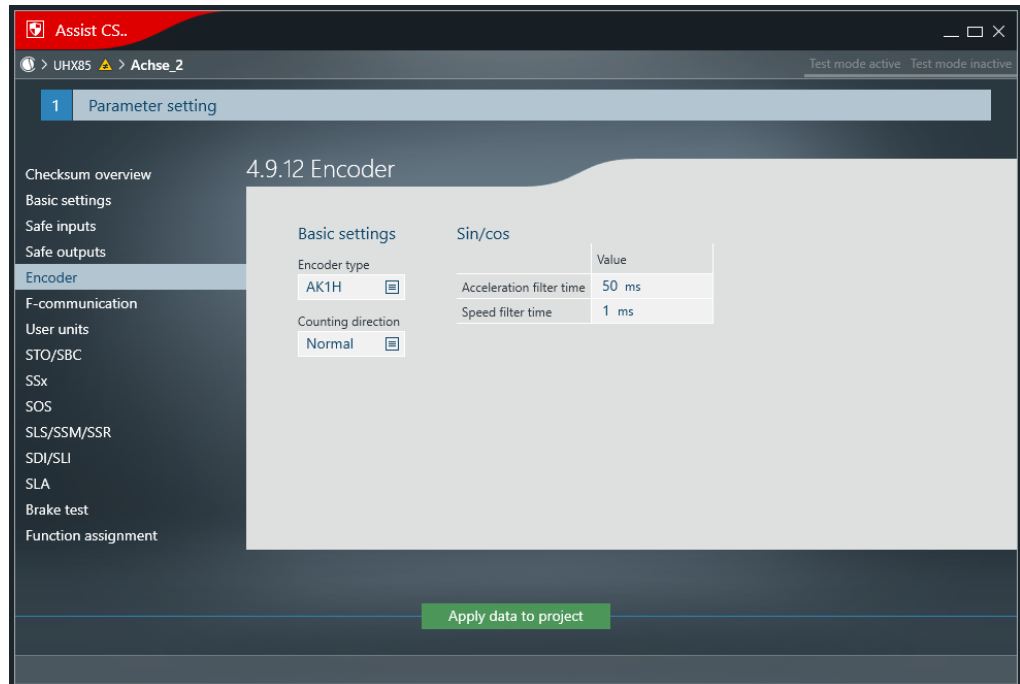 Assist CS..
> UHX85 > Achse_2
Test mode active Test mode inactive
1 Parameter setting
Checksum overview
Basic settings
Safe inputs
Safe outputs
Encoder
F-communication
User units
STO/SBC
SSx
SOS
SLS/SSM/SSR
SDI/SLI
SLA
Brake test
Function assignment
4.9.12 Encoder
Basic settings
Encoder type
AK1H
Counting direction
Normal
Sin/cos
Value
Acceleration filter time 50 ms
Speed filter time 1 ms
Apply data to project